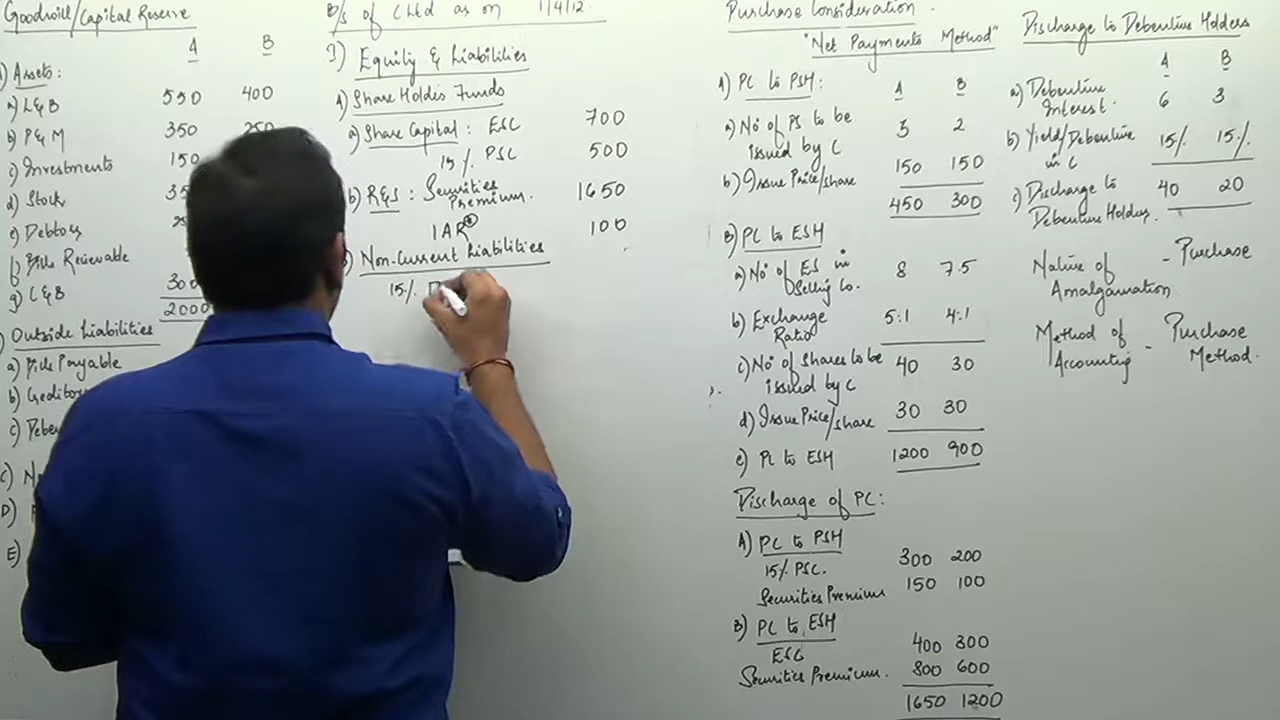 Goodwill/Capital Reserve
A B
Assets:
a) L&B 550 400
b) P&M 350 250
c) Investments 150
d) Stock
e) Debtors
f) Bills Receivable
g) C&B 300
2000
Outside Liabilities
a) Bills Payable
b) Creditors
c)
C)
D)
E)
B/s of C Ltd as on 1/4/12.
I) Equity & Liabilities
A) Share Holdes Funds
a) Share Capital: ESC 700
15% PSC 500
b) R&S: Securities Premium. 1650
IAR 100
Non-Current Liabilities
15%
Purchase Consideration.
"Net Payments Method"
A) PC to PSH: A B
a) No of PS to be issued by C 3 2
b) Issue Price/share 150 150
450 300
B) PC to ESH
a) No of ES in Selling Co. 8 7.5
b) Exchange Ratio 5:1 4:1
c) No of Shares to be issued by C 40 30
d) Issue Price/share 30 30
e) PC to ESH 1200 900
Discharge of PC:
A) PC to PSH
15% PSC. 300 200
Securities Premium 150 100
B) PC to ESH
ESC 400 300
Securities Premium. 800 600
1650 1200
Discharge to Debentive Holders
A B
a) Debentive Interest. 6 3
b) Yield/Debentive in C 15% 15%
c) Discharge to Debentive Holders. 40 20
Nature of Amalgamation - Purchase
Method of Accounting - Purchase Method.